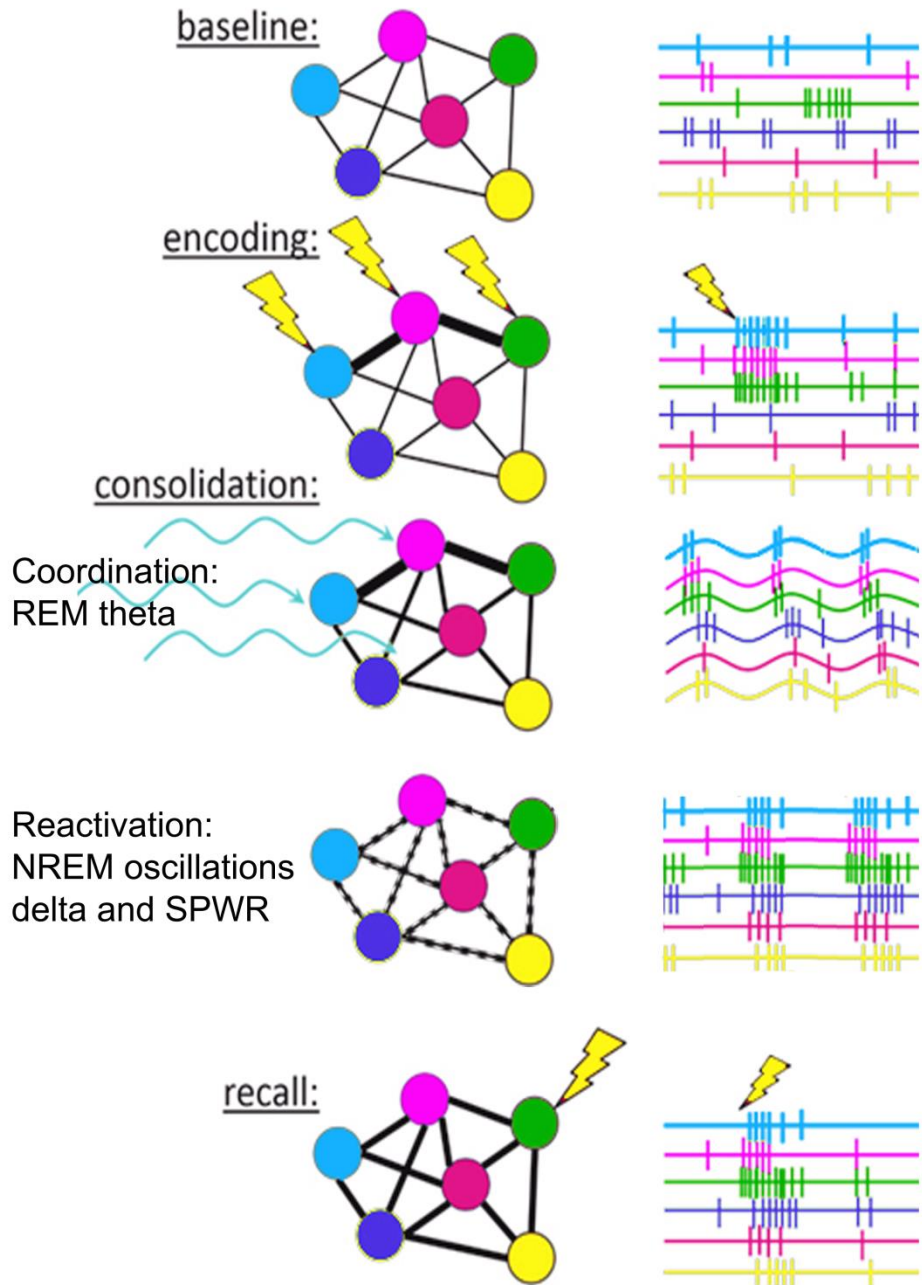 baseline:
encoding:
consolidation:
Coordination:
REM theta
Reactivation:
NREM oscillations
delta and SPWR
recall: